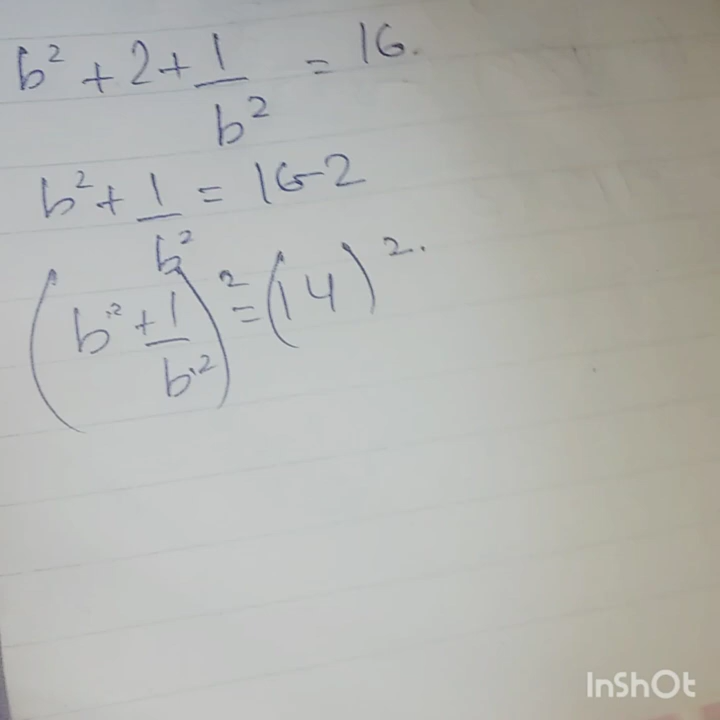 b² + 2 + 1/b² = 16.
b² + 1/b² = 16-2
(b² + 1/b²)² = (14)².
InShOt